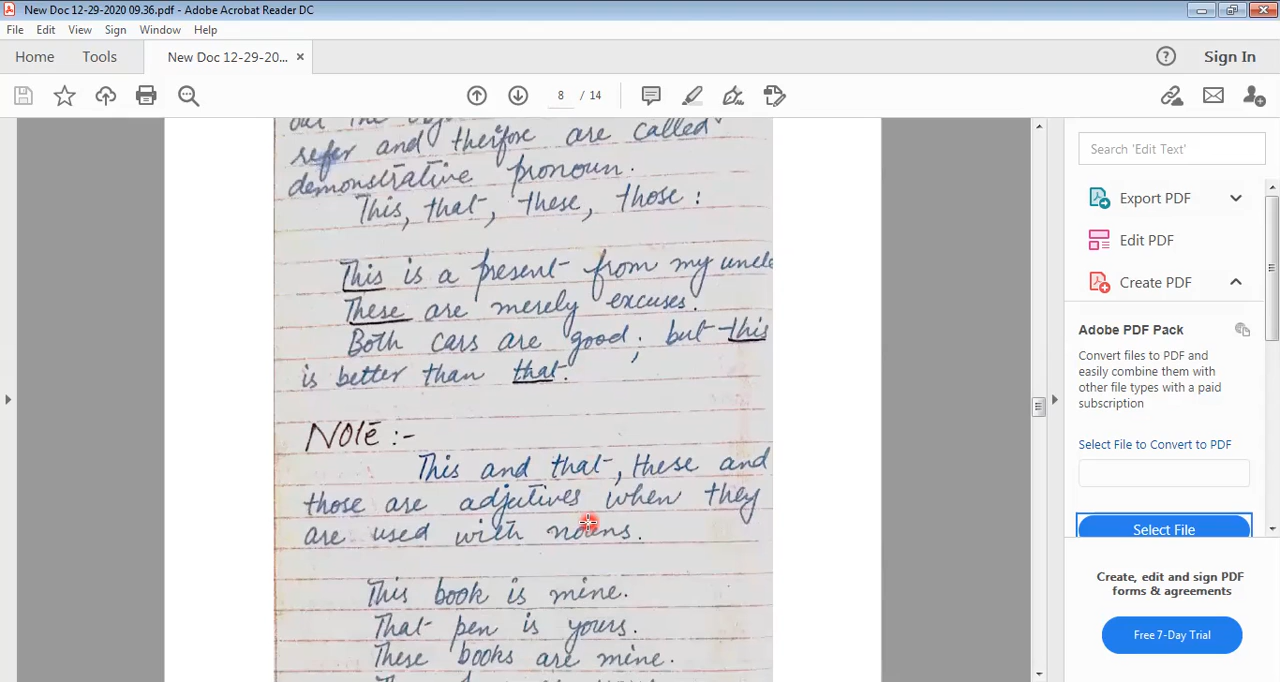 New Doc 12-29-2020 09.36.pdf - Adobe Acrobat Reader DC
File Edit View Sign Window Help
Home Tools New Doc 12-29-20... × Sign In
8 / 14
refer and therfore are called
demonstrative pronoun.
This, that, these, those :
This is a present from my uncle
These are merely excuses.
Both cars are good ; but this
is better than that.
Note :-
This and that, these and
those are adjutives when they
are used with nouns.
This book is mine.
That pen is yours.
These books are mine.
Search 'Edit Text'
Export PDF
Edit PDF
Create PDF
Adobe PDF Pack
Convert files to PDF and
easily combine them with
other file types with a paid
subscription
Select File to Convert to PDF
Select File
Create, edit and sign PDF
forms & agreements
Free 7-Day Trial